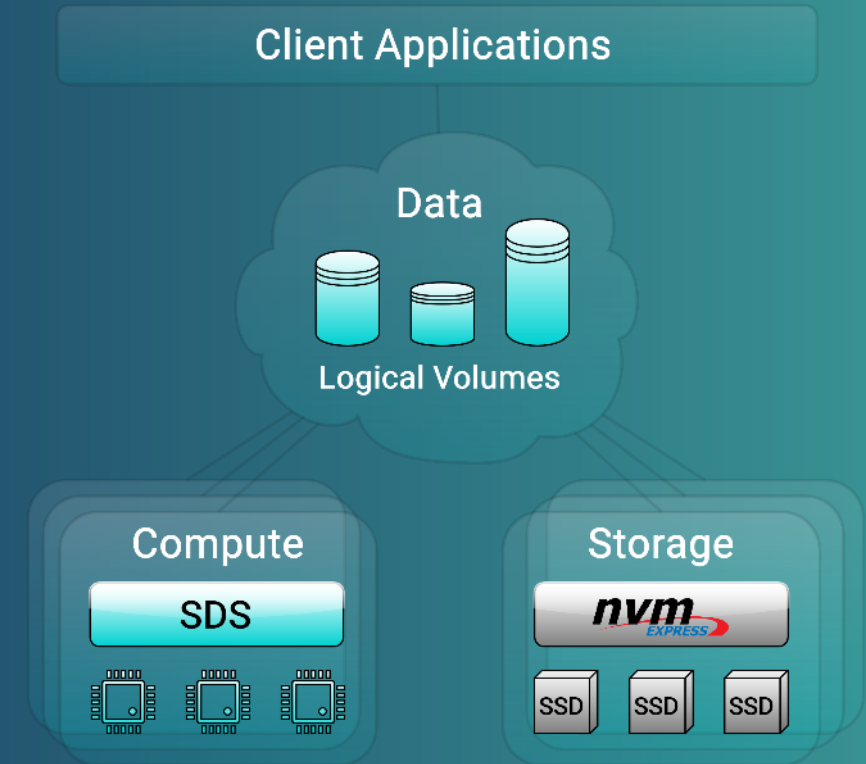 Client Applications
Data
Logical Volumes
Compute
SDS
Storage
nvm
EXPRESS
SSD
SSD
SSD